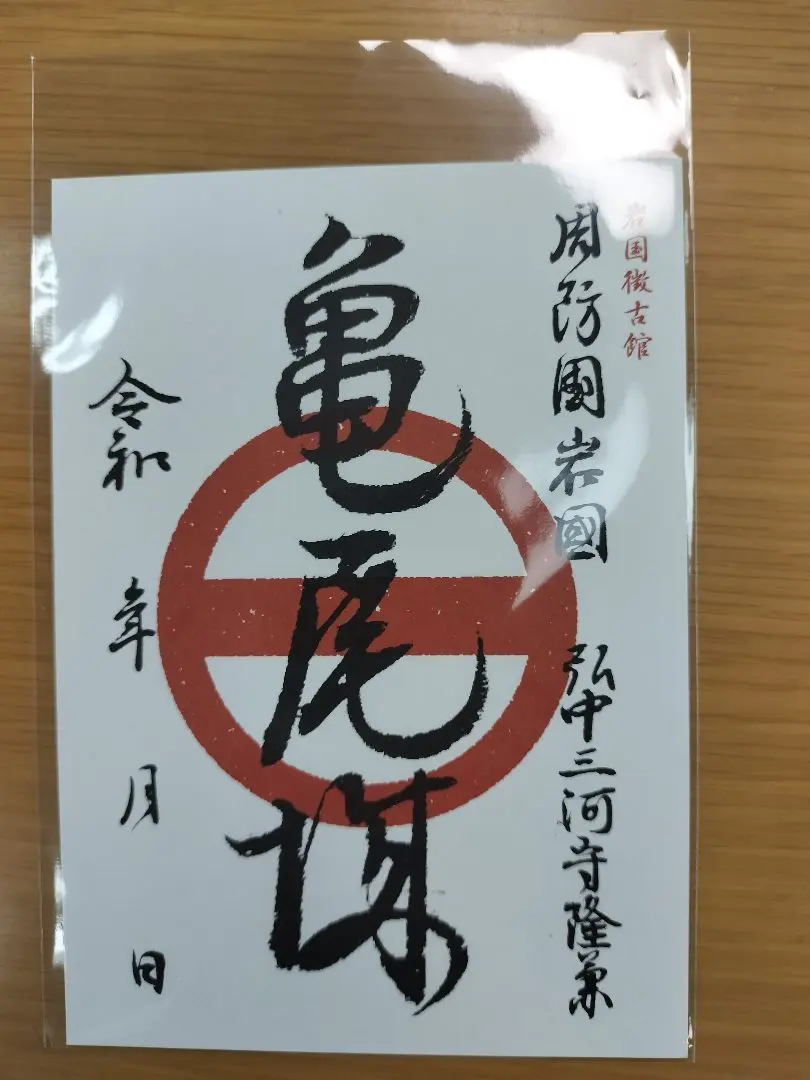 岩国徴古館
周防國岩國 弘中三河守隆兼
亀尾城
令和 年 月 日